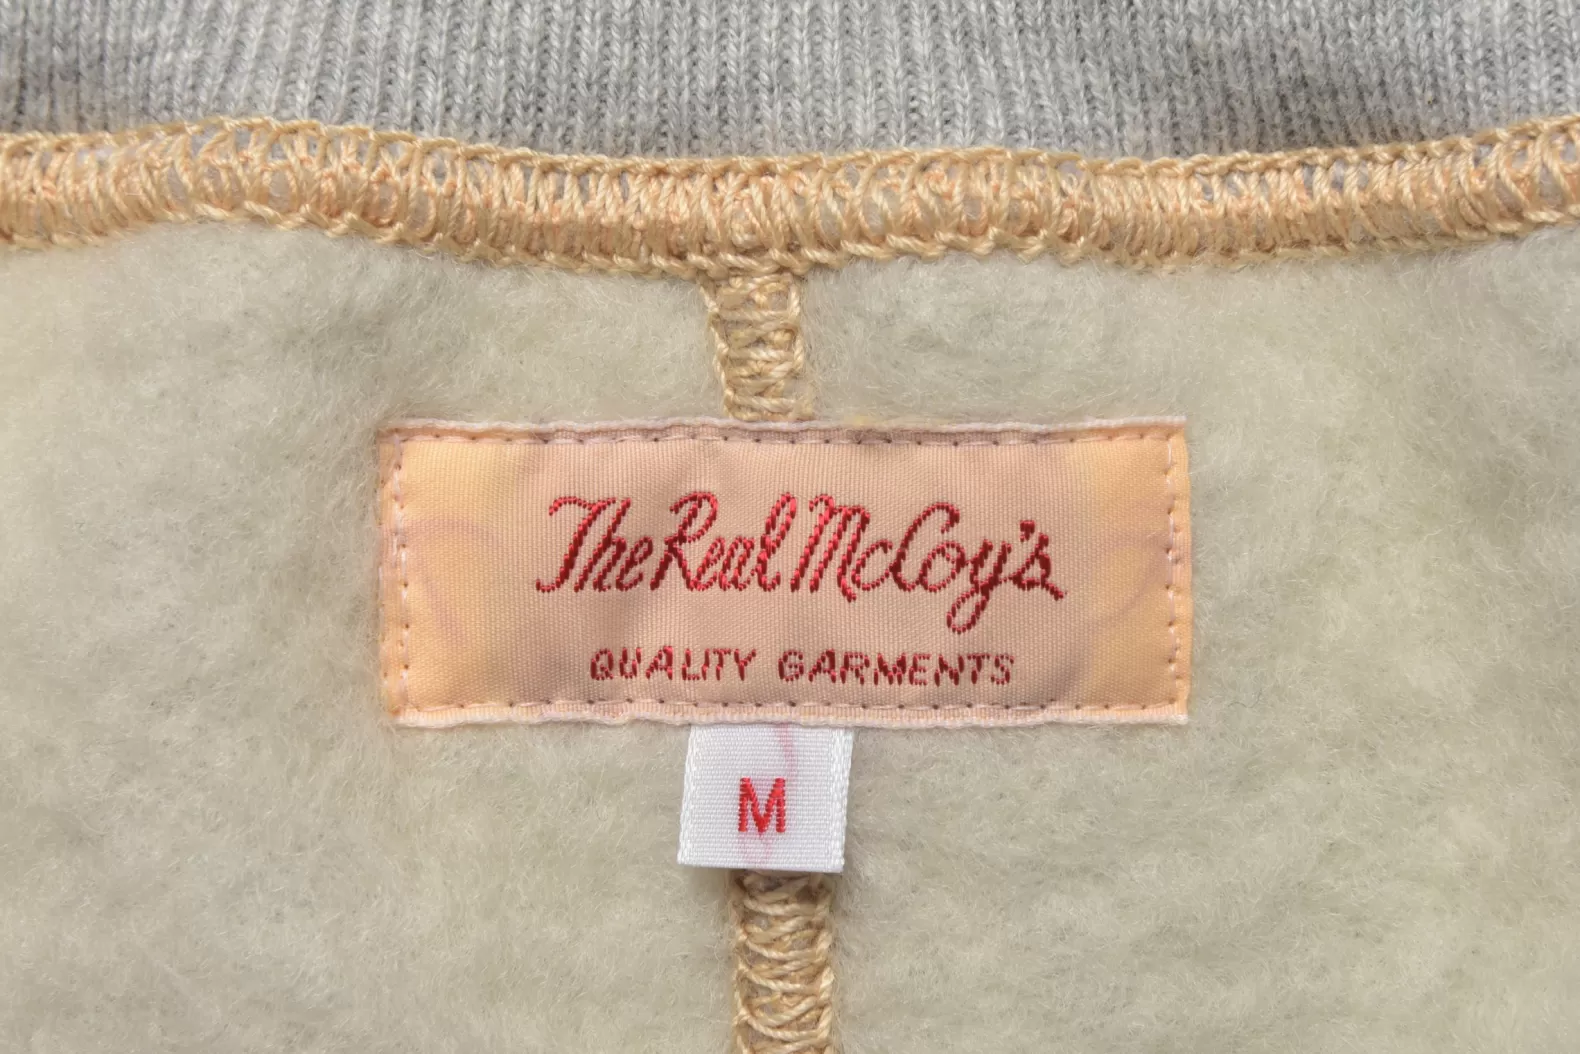 The Real McCoy's
QUALITY GARMENTS
M